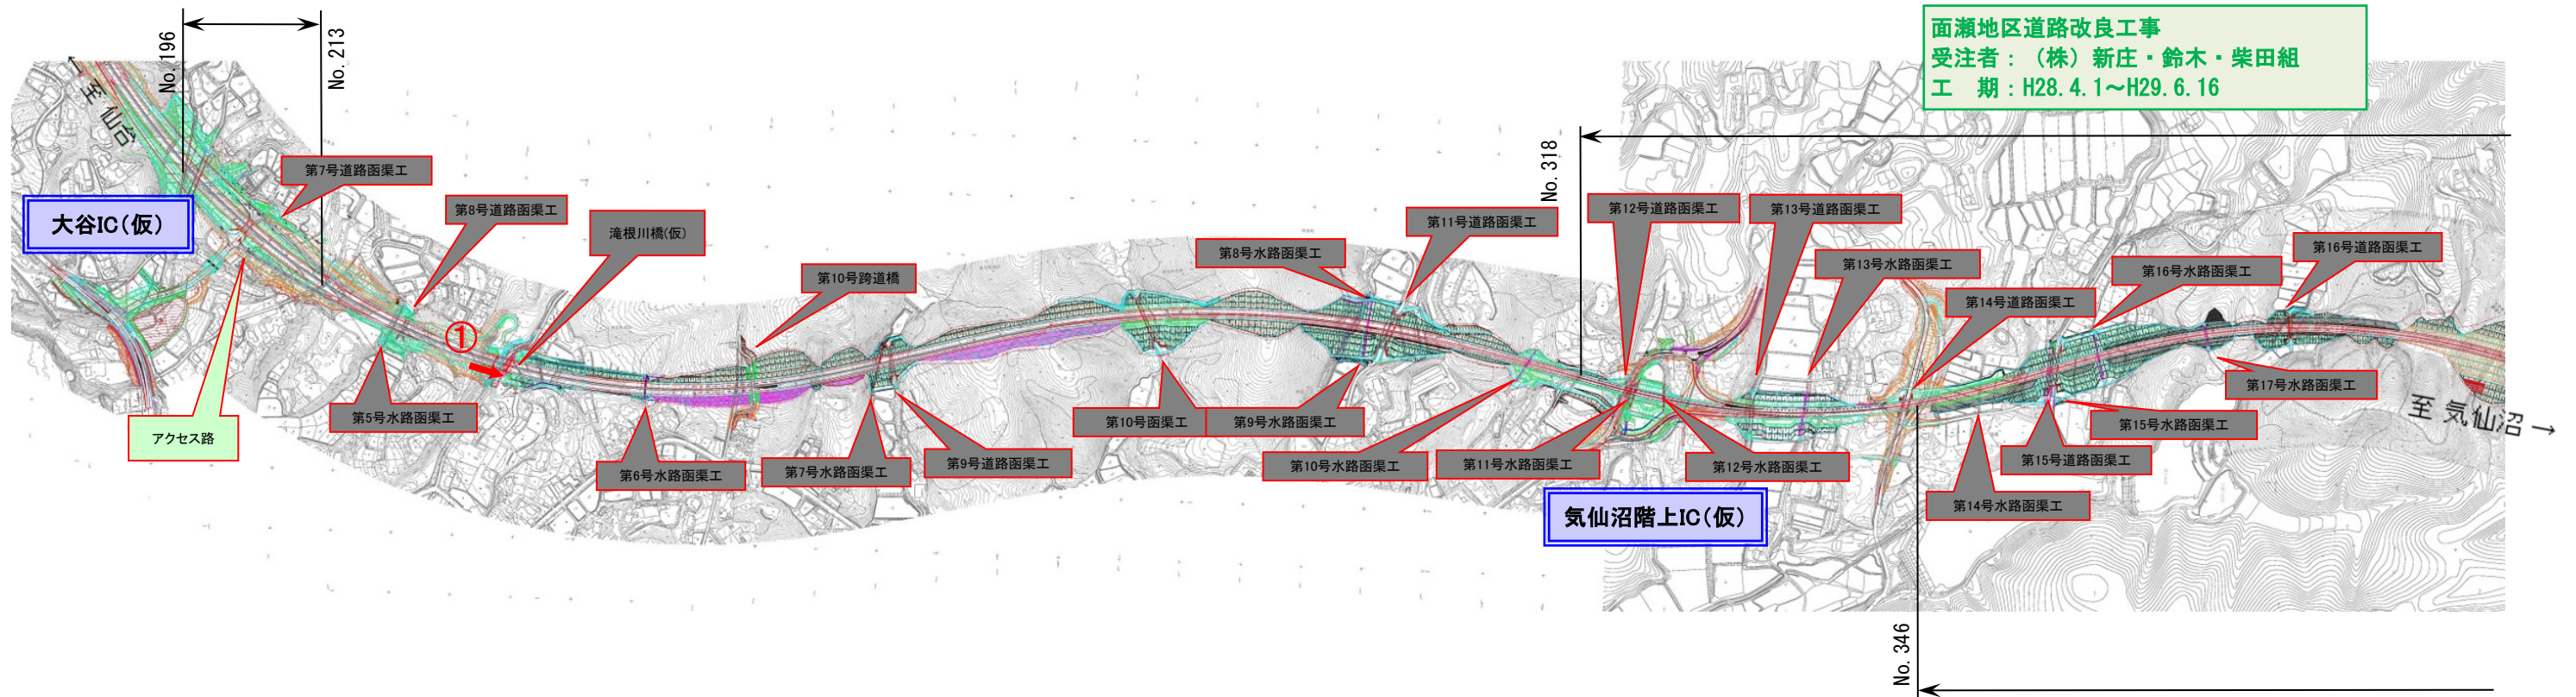 面瀬地区道路改良工事
受注者：（株）新庄・鈴木・柴田組
工　期：H28.4.1～H29.6.16
No.196
No.213
至 仙台
大谷IC（仮）
第7号道路函渠工
第8号道路函渠工
滝根川橋(仮)
①
アクセス路
第5号水路函渠工
第6号水路函渠工
第10号跨道橋
第7号水路函渠工
第9号道路函渠工
第10号函渠工
第8号水路函渠工
第9号水路函渠工
第11号道路函渠工
第10号水路函渠工
No.318
第11号水路函渠工
第12号道路函渠工
第12号水路函渠工
気仙沼階上IC（仮）
第13号道路函渠工
第13号水路函渠工
第14号道路函渠工
No.346
第14号水路函渠工
第15号道路函渠工
第15号水路函渠工
第16号水路函渠工
第17号水路函渠工
第16号道路函渠工
至 気仙沼→